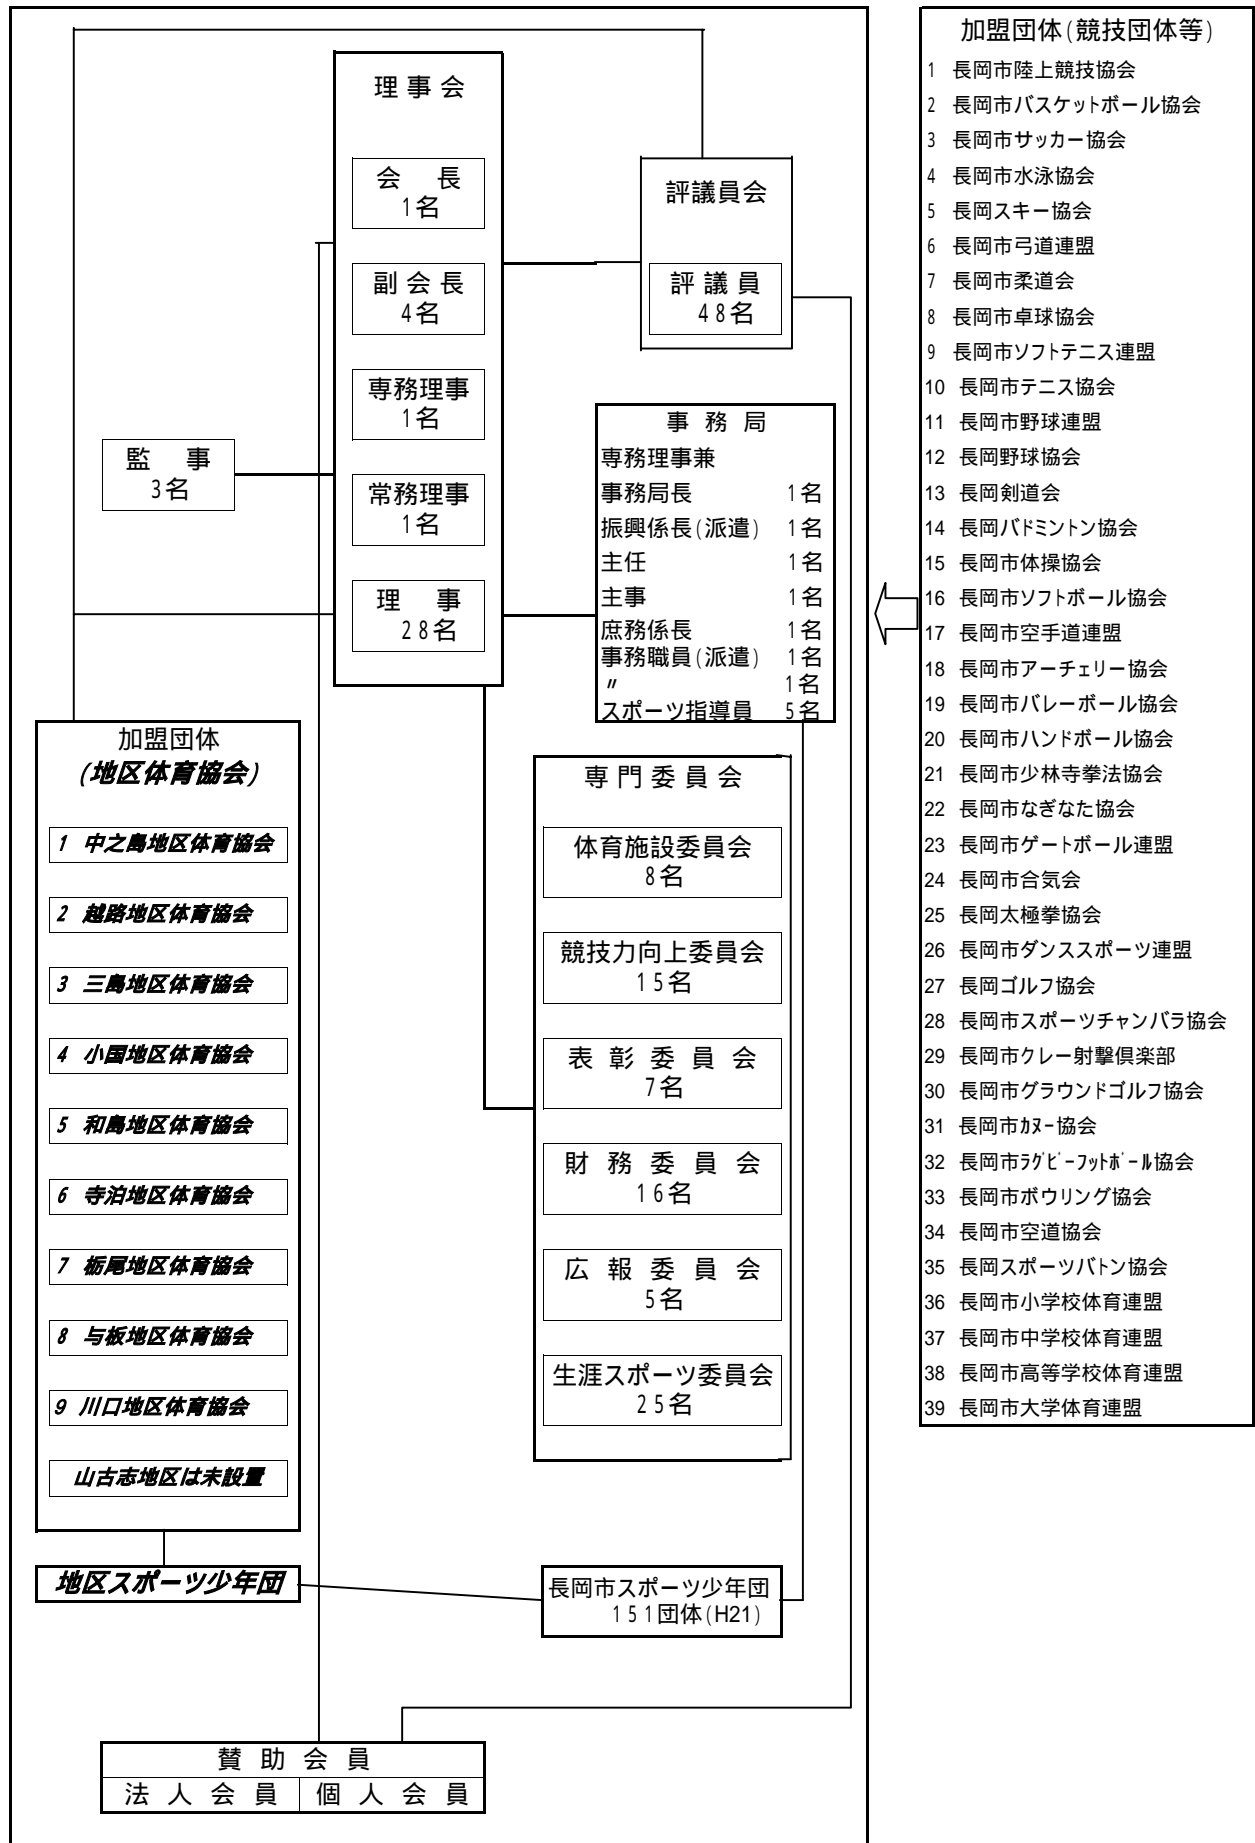 理事会
会　長
1名
副会長
4名
専務理事
1名
常務理事
1名
理　事
28名
監　事
3名
評議員会
評議員
48名
事務局
専務理事兼
事務局長 1名
振興係長(派遣) 1名
主任 1名
主事 1名
庶務係長 1名
事務職員(派遣) 1名
〃 1名
スポーツ指導員 5名
加盟団体
(地区体育協会)
1 中之島地区体育協会
2 越路地区体育協会
3 三島地区体育協会
4 小国地区体育協会
5 和島地区体育協会
6 寺泊地区体育協会
7 栃尾地区体育協会
8 与板地区体育協会
9 川口地区体育協会
山古志地区は未設置
地区スポーツ少年団
専門委員会
体育施設委員会
8名
競技力向上委員会
15名
表彰委員会
7名
財務委員会
16名
広報委員会
5名
生涯スポーツ委員会
25名
長岡市スポーツ少年団
151団体(H21)
賛助会員
法人会員 個人会員
加盟団体(競技団体等)
1 長岡市陸上競技協会
2 長岡市バスケットボール協会
3 長岡市サッカー協会
4 長岡市水泳協会
5 長岡スキー協会
6 長岡市弓道連盟
7 長岡市柔道会
8 長岡市卓球協会
9 長岡市ソフトテニス連盟
10 長岡市テニス協会
11 長岡市野球連盟
12 長岡野球協会
13 長岡剣道会
14 長岡バドミントン協会
15 長岡市体操協会
16 長岡市ソフトボール協会
17 長岡市空手道連盟
18 長岡市アーチェリー協会
19 長岡市バレーボール協会
20 長岡市ハンドボール協会
21 長岡市少林寺拳法協会
22 長岡市なぎなた協会
23 長岡市ゲートボール連盟
24 長岡市合気会
25 長岡太極拳協会
26 長岡市ダンススポーツ連盟
27 長岡ゴルフ協会
28 長岡市スポーツチャンバラ協会
29 長岡市クレー射撃倶楽部
30 長岡市グラウンドゴルフ協会
31 長岡市ｶﾇｰ協会
32 長岡市ﾗｸﾞﾋﾞｰﾌｯﾄﾎﾞｰﾙ協会
33 長岡市ボウリング協会
34 長岡市空道協会
35 長岡スポーツバトン協会
36 長岡市小学校体育連盟
37 長岡市中学校体育連盟
38 長岡市高等学校体育連盟
39 長岡市大学体育連盟